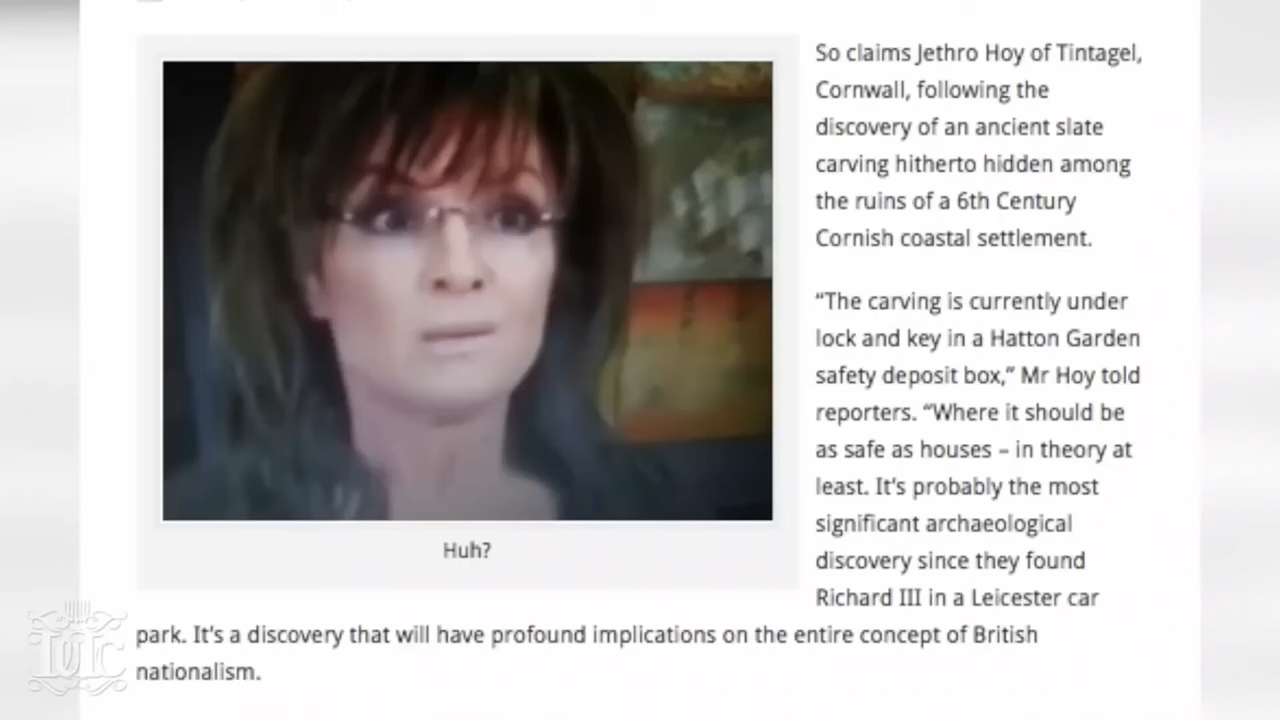 So claims Jethro Hoy of Tintagel,
Cornwall, following the
discovery of an ancient slate
carving hitherto hidden among
the ruins of a 6th Century
Cornish coastal settlement.
“The carving is currently under
lock and key in a Hatton Garden
safety deposit box,” Mr Hoy told
reporters. “Where it should be
as safe as houses – in theory at
least. It’s probably the most
significant archaeological
discovery since they found
Richard III in a Leicester car
park. It’s a discovery that will have profound implications on the entire concept of British
nationalism.
Huh?